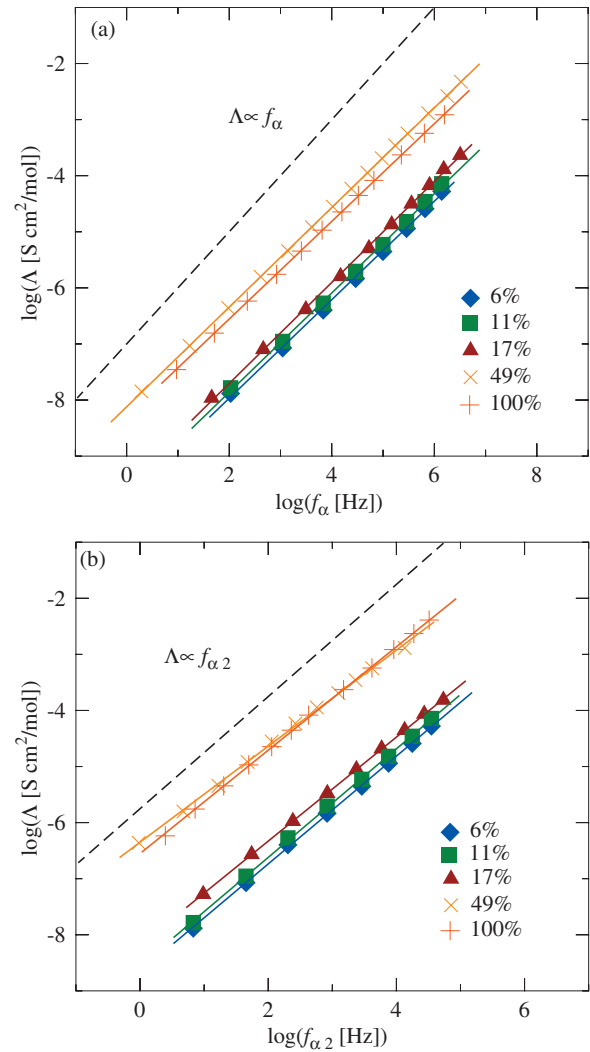 (a)
-2
-4
-6
-8
log(Λ [S cm²/mol])
Λ∝fα
6%
11%
17%
49%
100%
0 2 4 6 8
log(fα [Hz])
(b)
-2
-4
-6
-8
log(Λ [S cm²/mol])
Λ∝fα 2
6%
11%
17%
49%
100%
0 2 4 6
log(fα 2 [Hz])